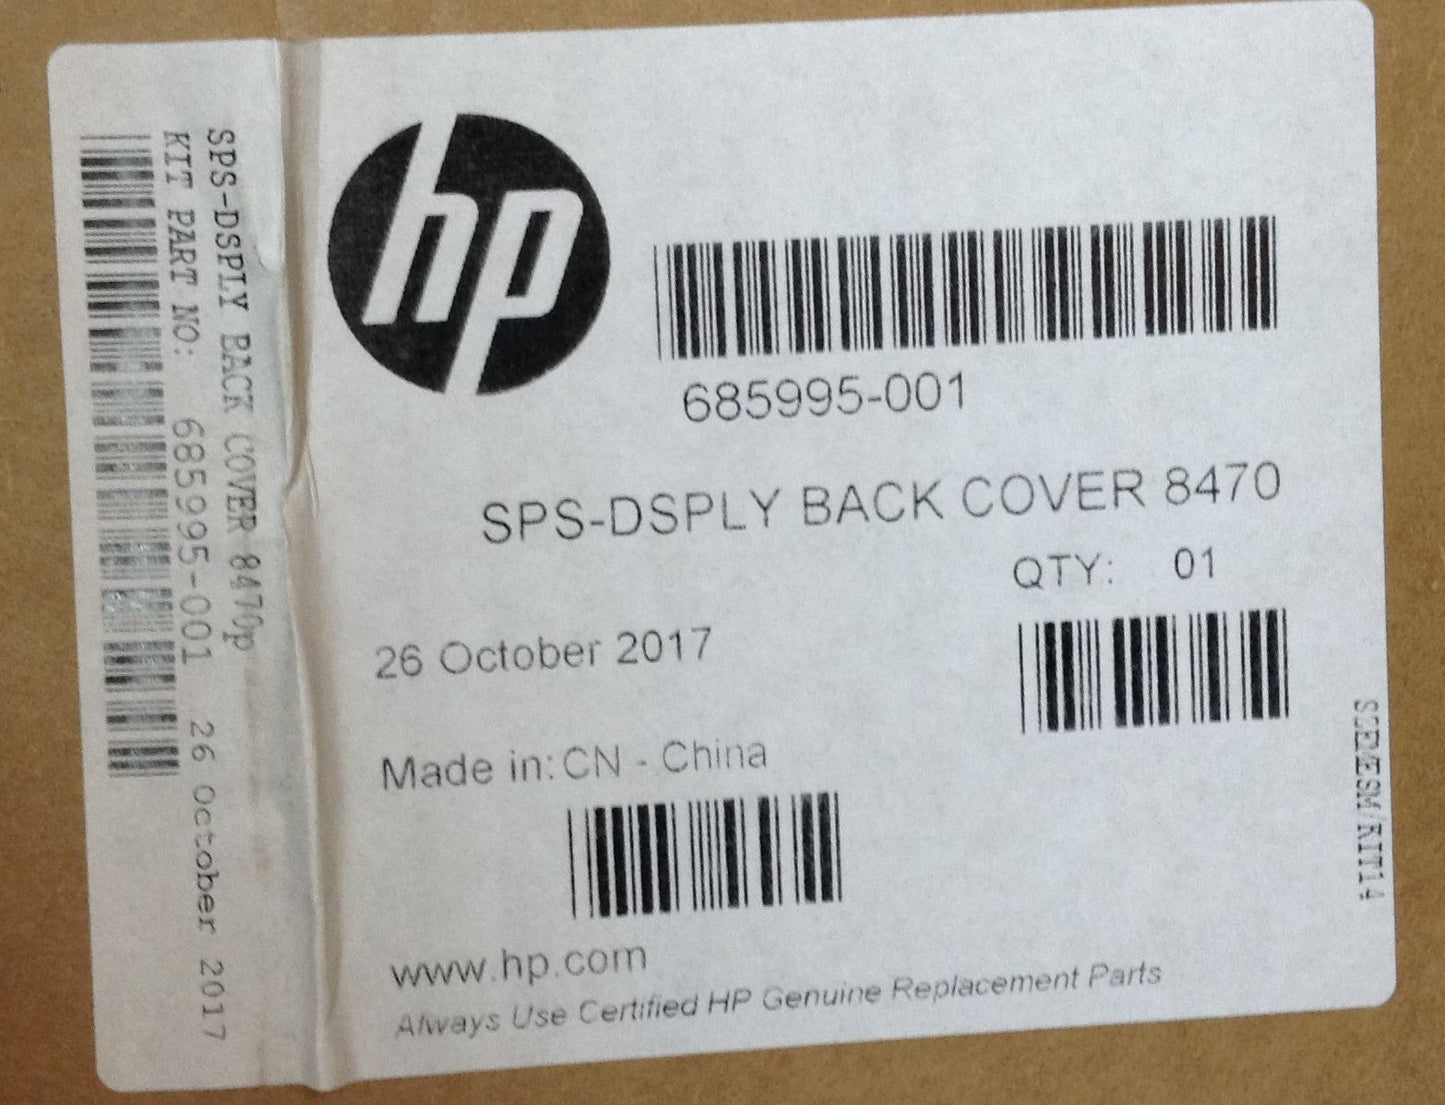 SPS-DSPLY BACK COVER 8470p
KIT PART NO: 685995-001 26 October 2017
hp
685995-001
SPS-DSPLY BACK COVER 8470
QTY: 01
26 October 2017
Made in: CN - China
www.hp.com
Always Use Certified HP Genuine Replacement Parts